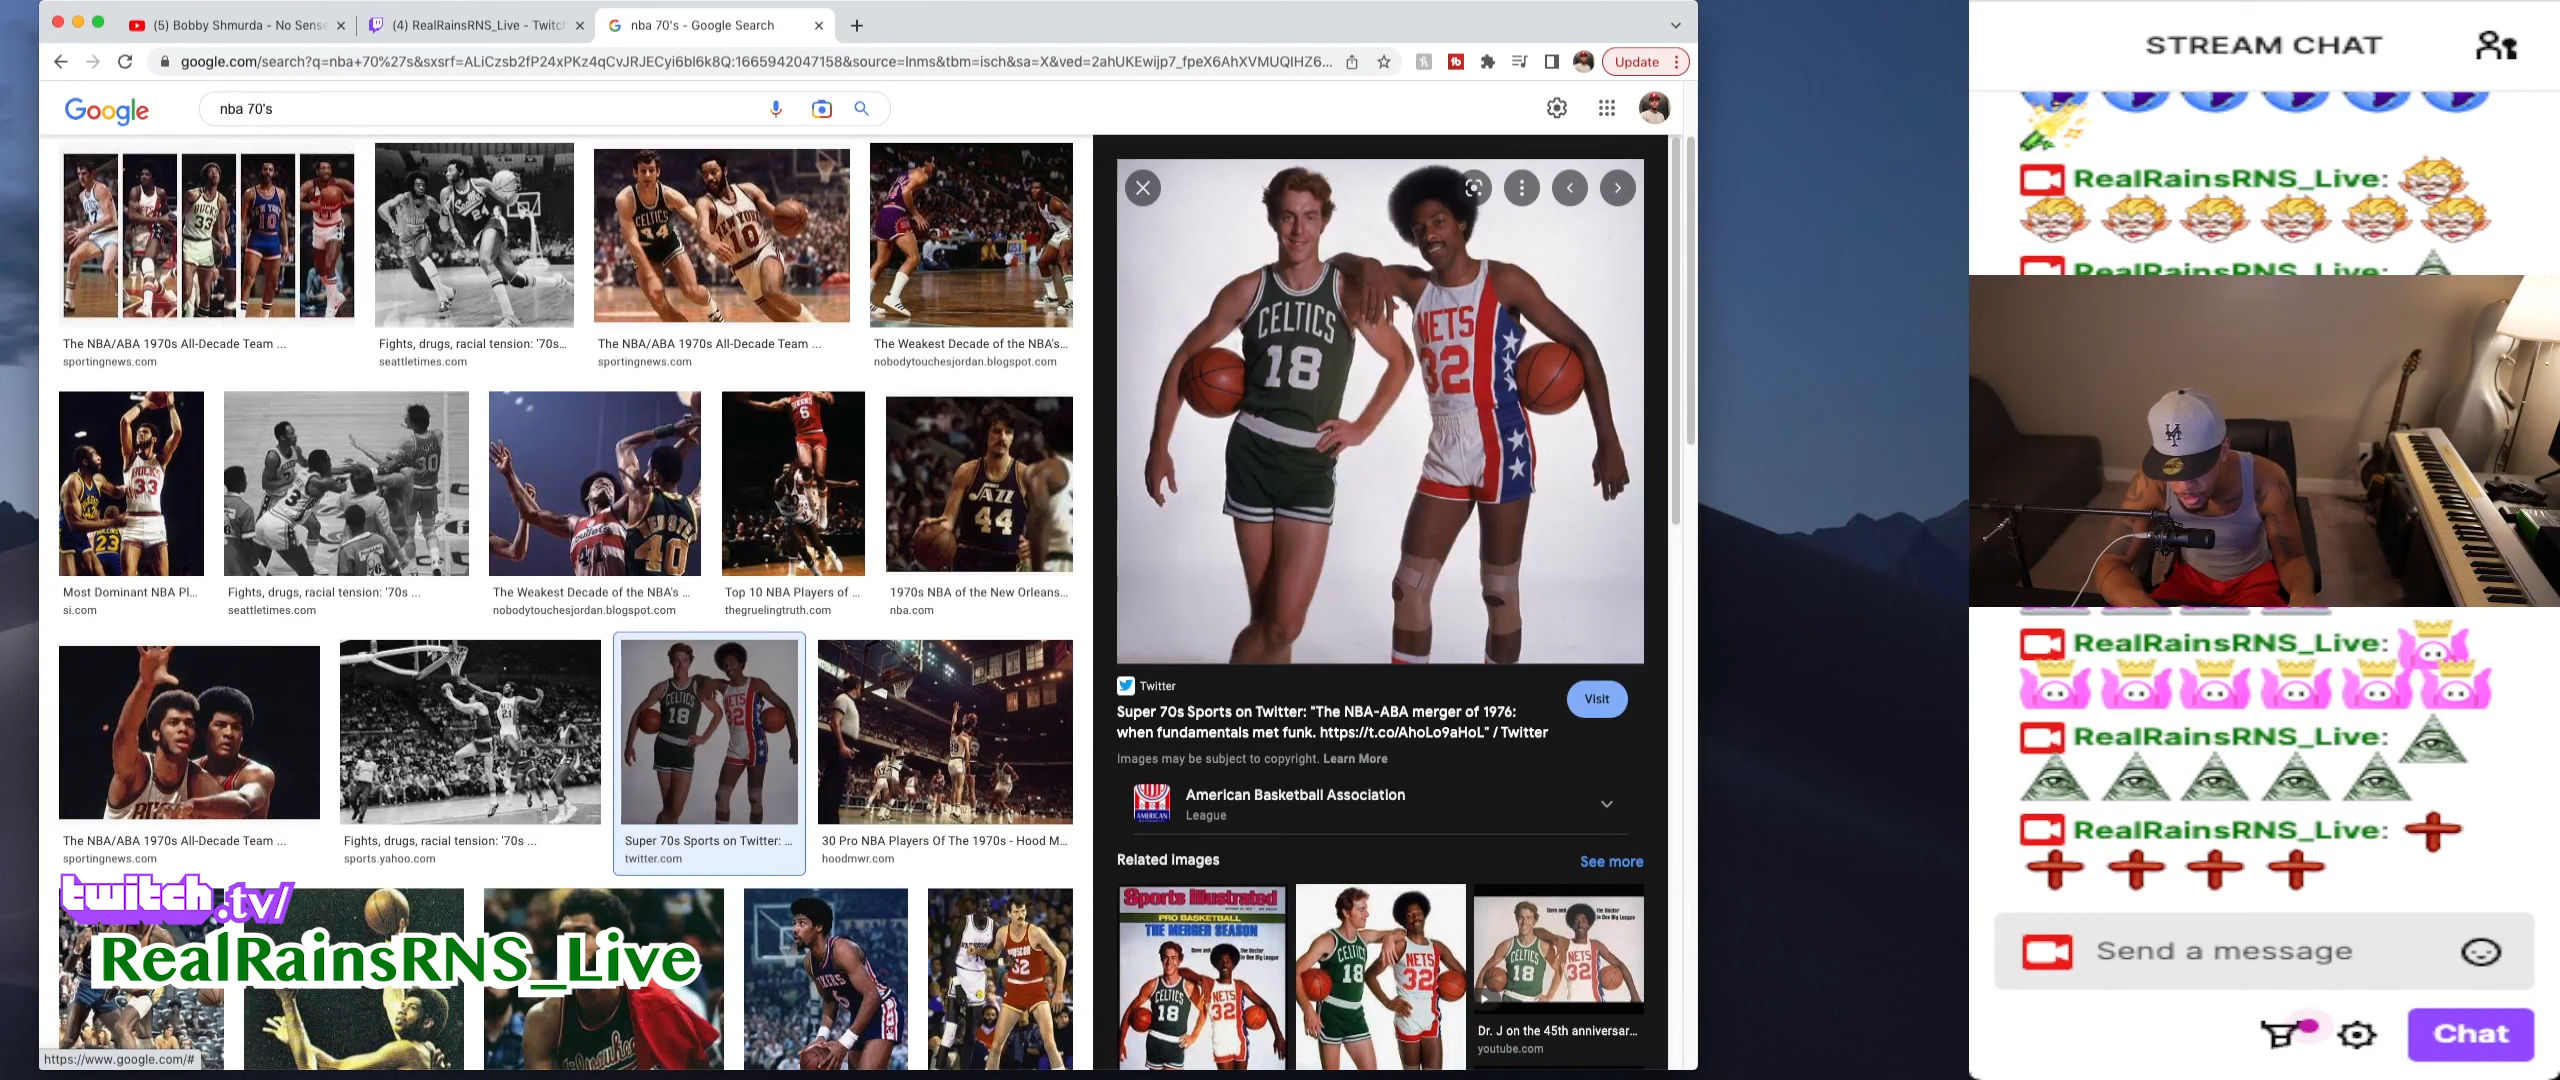 (5) Bobby Shmurda - No Sense
(4) RealRainsRNS_Live - Twitch
nba 70's - Google Search
google.com/search?q=nba+70%27s&sxsrf=ALiCzsb2fP24xPKz4qCvJRJECyi6bl6k8Q:1665942047158&source=lnms&tbm=isch&sa=X&ved=2ahUKEwijp7_fpeX6AhXVMUQIHZ6...
Update
Google
nba 70's
The NBA/ABA 1970s All-Decade Team ...
sportingnews.com
Fights, drugs, racial tension: '70s...
seattletimes.com
The NBA/ABA 1970s All-Decade Team ...
sportingnews.com
The Weakest Decade of the NBA's...
nobodytouchesjordan.blogspot.com
Most Dominant NBA Pl...
si.com
Fights, drugs, racial tension: '70s ...
seattletimes.com
The Weakest Decade of the NBA's ...
nobodytouchesjordan.blogspot.com
Top 10 NBA Players of ...
thegruelingtruth.com
1970s NBA of the New Orleans...
nba.com
The NBA/ABA 1970s All-Decade Team ...
sportingnews.com
Fights, drugs, racial tension: '70s ...
sports.yahoo.com
Super 70s Sports on Twitter: ...
twitter.com
30 Pro NBA Players Of The 1970s - Hood M...
hoodmwr.com
twitch.tv/
RealRainsRNS_Live
https://www.google.com/#
CELTICS
18
NETS
32
Twitter
Visit
Super 70s Sports on Twitter: "The NBA-ABA merger of 1976:
when fundamentals met funk. https://t.co/AhoLo9aHoL" / Twitter
Images may be subject to copyright. Learn More
American Basketball Association
League
Related images
See more
Sports Illustrated
PRO BASKETBALL
THE MERGER SEASON
Dr. J on the 45th anniversar...
youtube.com
STREAM CHAT
RealRainsRNS_Live:
RealRainsRNS_Live:
RealRainsRNS_Live:
RealRainsRNS_Live:
RealRainsRNS_Live:
Send a message
Chat